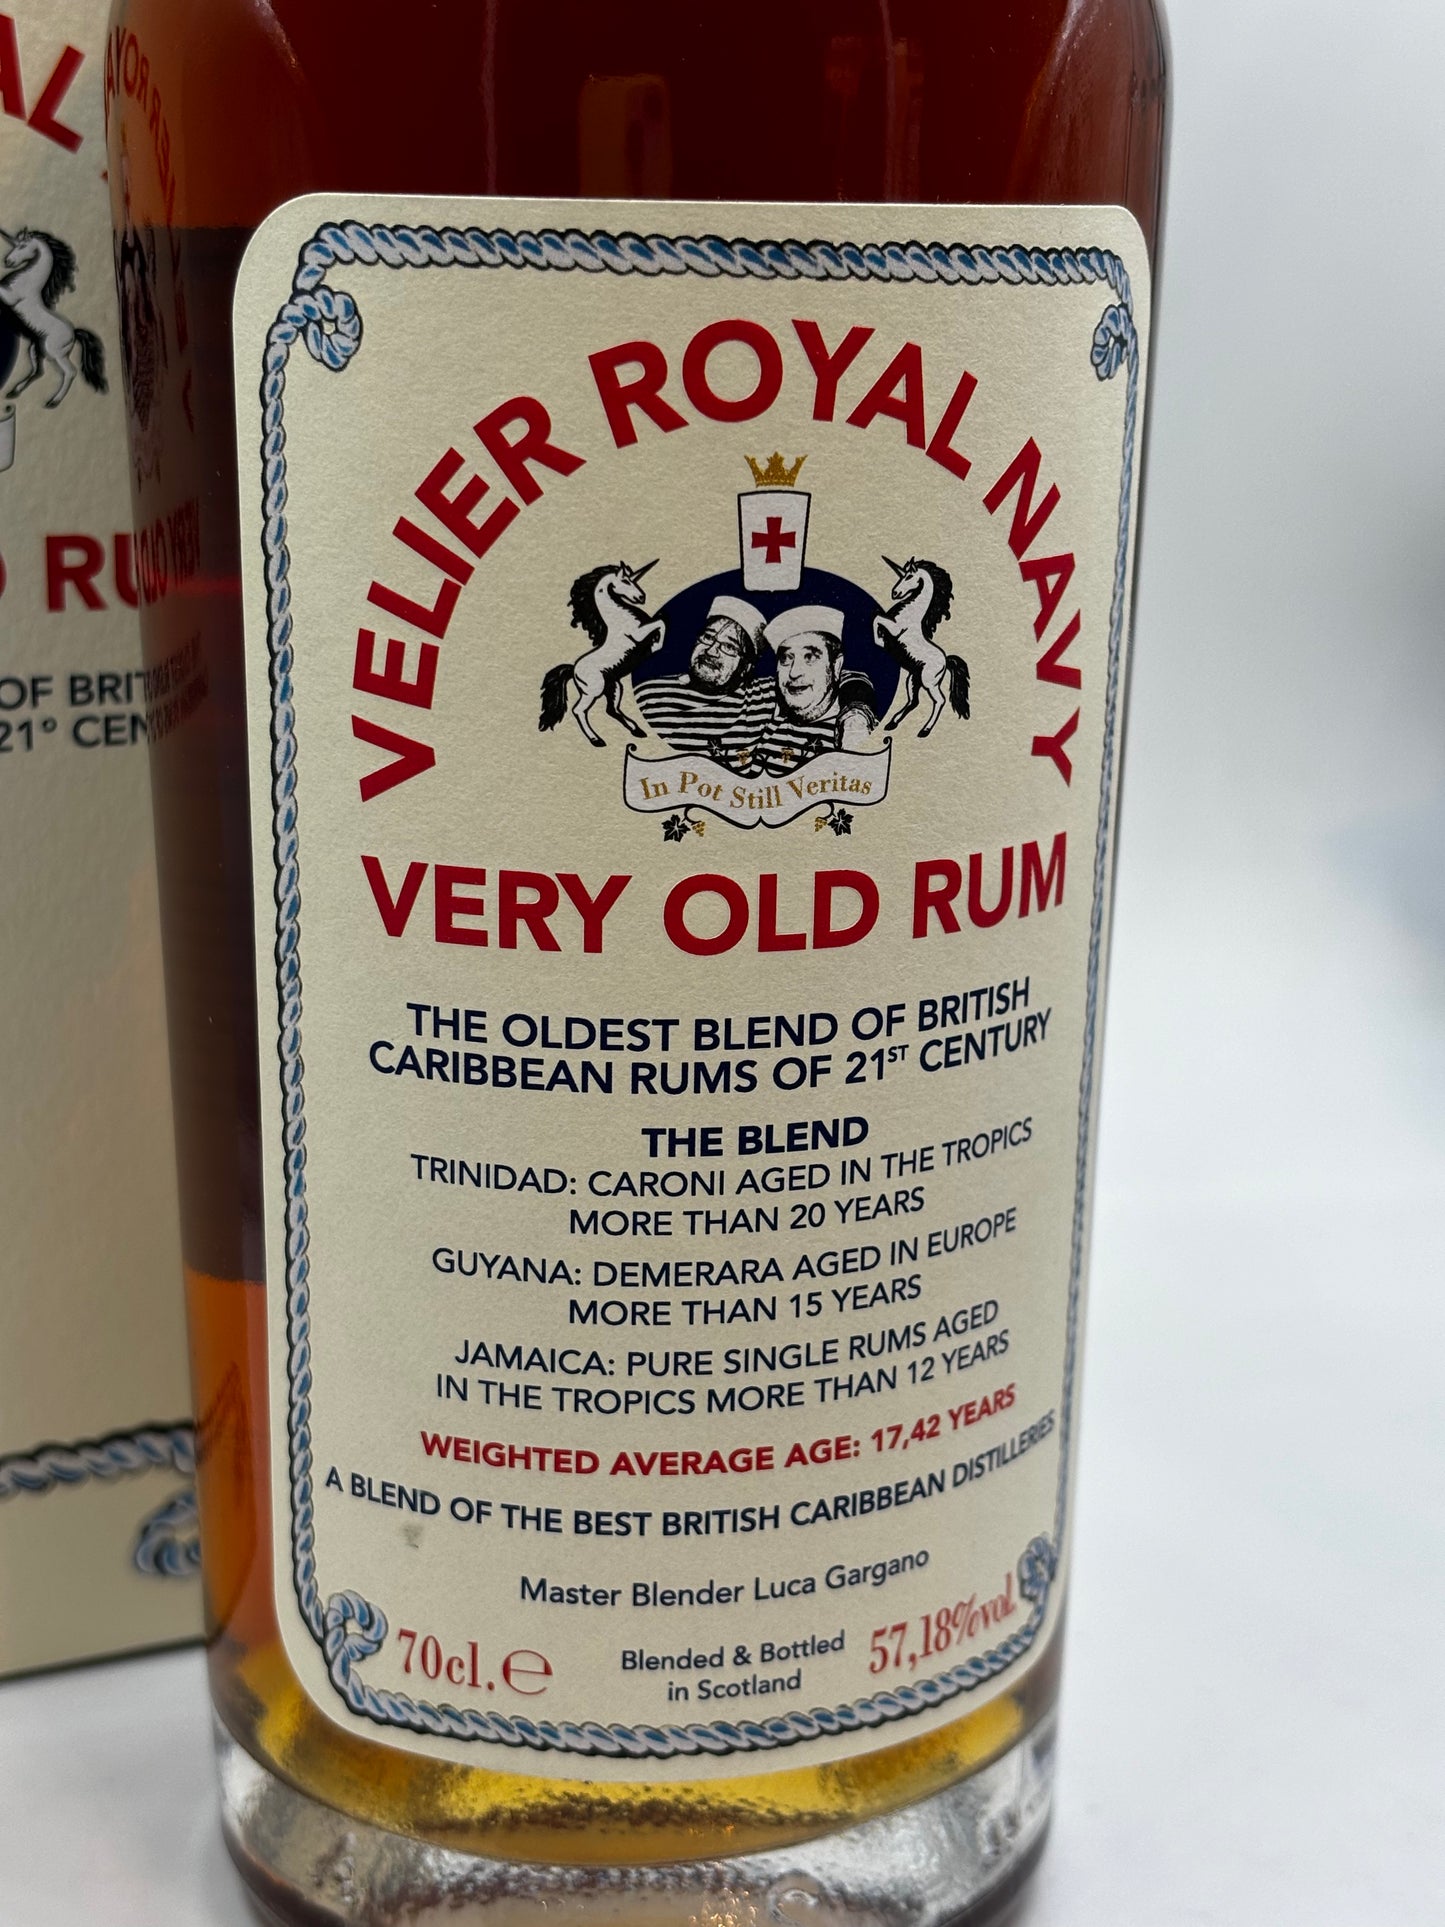 VELIER ROYAL NAVY
In Pot Still Veritas
VERY OLD RUM
THE OLDEST BLEND OF BRITISH
CARIBBEAN RUMS OF 21ST CENTURY
THE BLEND
TRINIDAD: CARONI AGED IN THE TROPICS
MORE THAN 20 YEARS
GUYANA: DEMERARA AGED IN EUROPE
MORE THAN 15 YEARS
JAMAICA: PURE SINGLE RUMS AGED
IN THE TROPICS MORE THAN 12 YEARS
WEIGHTED AVERAGE AGE: 17,42 YEARS
A BLEND OF THE BEST BRITISH CARIBBEAN DISTILLERIES
Master Blender Luca Gargano
70cl. ℮
Blended & Bottled
in Scotland
57,18%vol.
OF
21°